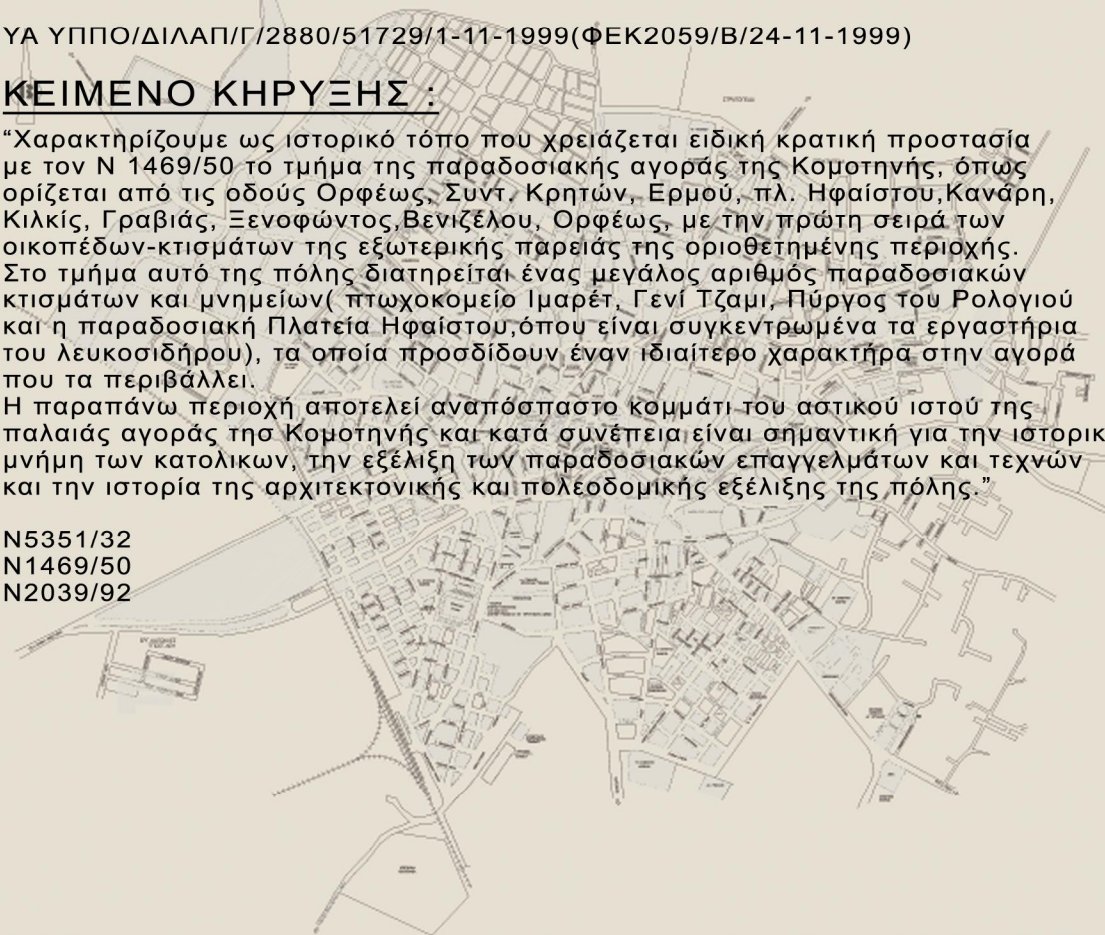 ΥΑ ΥΠΠΟ/ΔΙΛΑΠ/Γ/2880/51729/1-11-1999(ΦΕΚ2059/Β/24-11-1999)
ΚΕΙΜΕΝΟ ΚΗΡΥΞΗΣ :
“Χαρακτηρίζουμε ως ιστορικό τόπο που χρειάζεται ειδική κρατική προστασία
με τον Ν 1469/50 το τμήμα της παραδοσιακής αγοράς της Κομοτηνής, όπως
ορίζεται από τις οδούς Ορφέως, Συντ. Κρητών, Ερμού, πλ. Ηφαίστου,Κανάρη,
Κιλκίς, Γραβιάς, Ξενοφώντος,Βενιζέλου, Ορφέως, με την πρώτη σειρά των
οικοπέδων-κτισμάτων της εξωτερικής παρειάς της οριοθετημένης περιοχής.
Στο τμήμα αυτό της πόλης διατηρείται ένας μεγάλος αριθμός παραδοσιακών
κτισμάτων και μνημείων( πτωχοκομείο Ιμαρέτ, Γενί Τζαμι, Πύργος του Ρολογιού
και η παραδοσιακή Πλατεία Ηφαίστου,όπου είναι συγκεντρωμένα τα εργαστήρια
του λευκοσιδήρου), τα οποία προσδίδουν έναν ιδιαίτερο χαρακτήρα στην αγορά
που τα περιβάλλει.
Η παραπάνω περιοχή αποτελεί αναπόσπαστο κομμάτι του αστικού ιστού της
παλαιάς αγοράς τησ Κομοτηνής και κατά συνέπεια είναι σημαντική για την ιστορικ
μνήμη των κατολικων, την εξέλιξη των παραδοσιακών επαγγελμάτων και τεχνών
και την ιστορία της αρχιτεκτονικής και πολεοδομικής εξέλιξης της πόλης.”
Ν5351/32
Ν1469/50
Ν2039/92